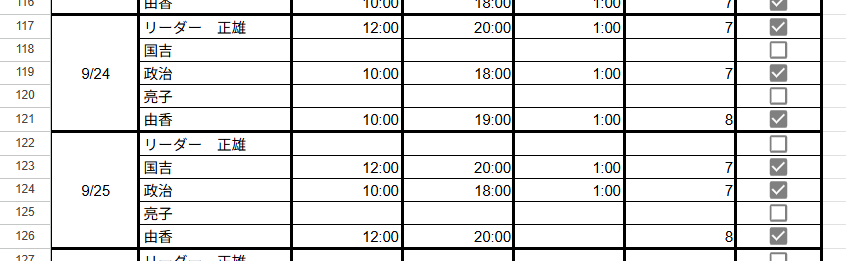 116 由香 10:00 18:00 1:00 7
117 リーダー　正雄 12:00 20:00 1:00 7
118 国吉
119 9/24 政治 10:00 18:00 1:00 7
120 亮子
121 由香 10:00 19:00 1:00 8
122 リーダー　正雄
123 国吉 12:00 20:00 1:00 7
124 9/25 政治 10:00 18:00 1:00 7
125 亮子
126 由香 12:00 20:00 8
127 リーダー　正雄